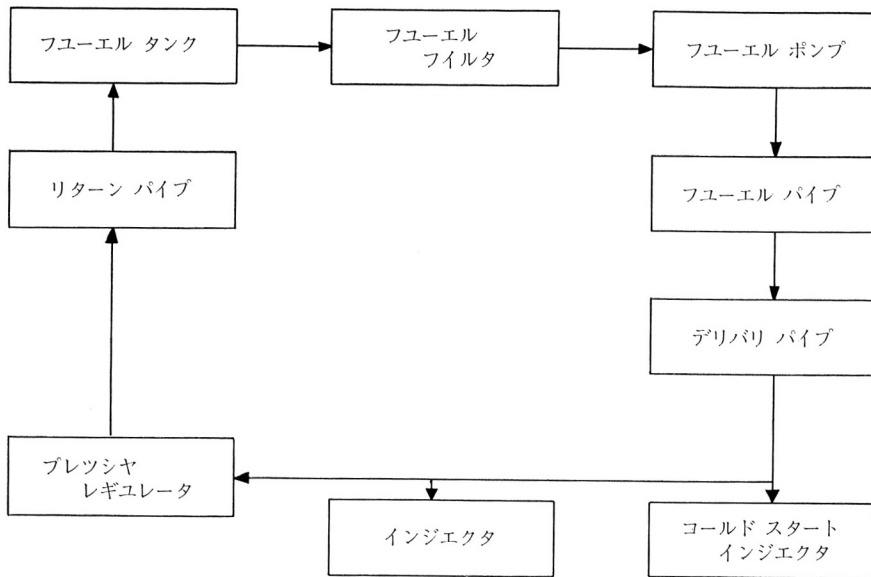 フユーエル タンク
フユーエル
フイルタ
フユーエル ポンプ
リターン パイプ
フユーエル パイプ
デリバリ パイプ
プレツシヤ
レギユレータ
インジエクタ
コールド スタート
インジエクタ